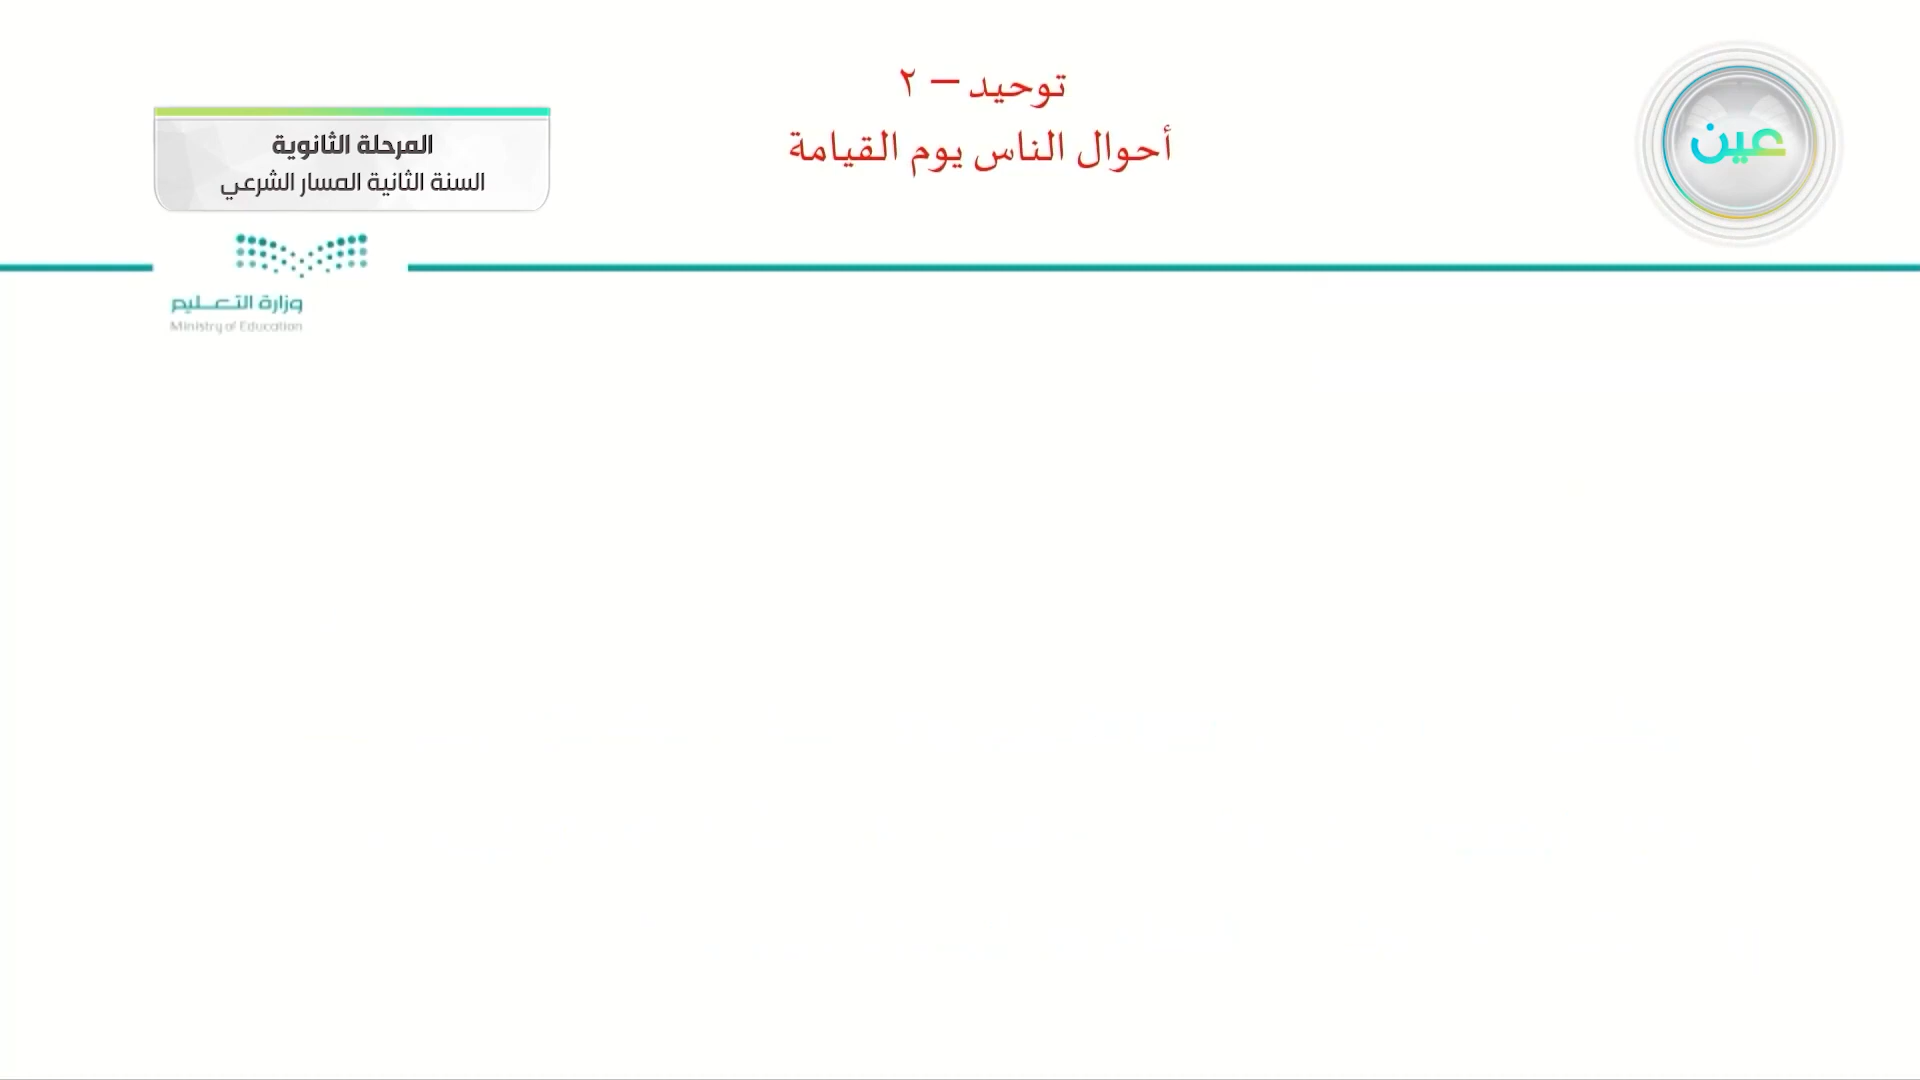 توحيد – ٢
أحوال الناس يوم القيامة
عين
المرحلة الثانوية
السنة الثانية المسار الشرعي
وزارة التعليم
Ministry of Education